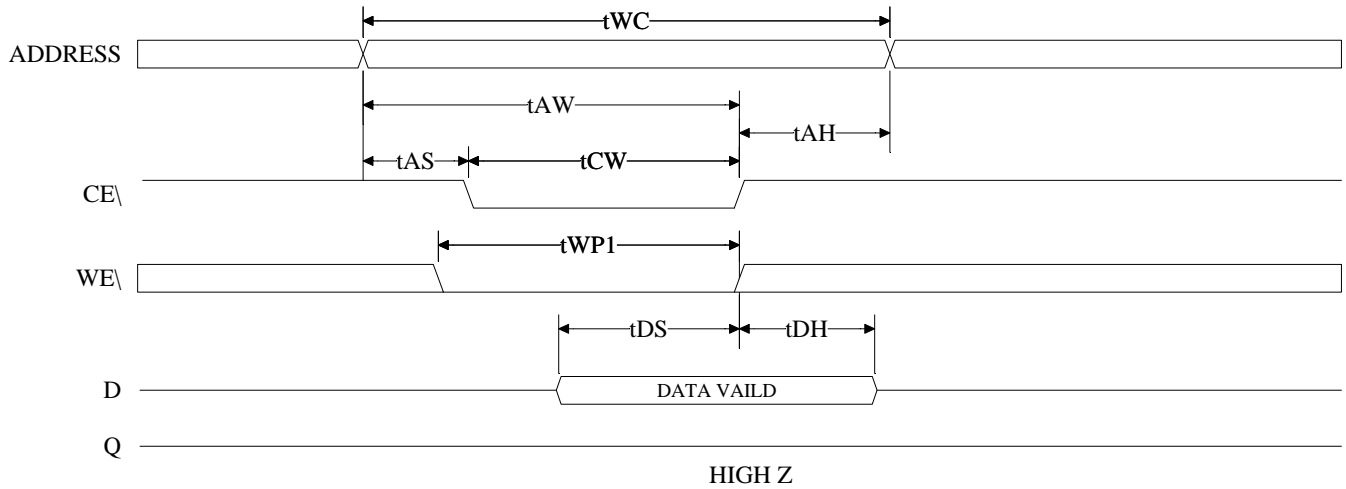 tWC
ADDRESS
tAW
tAH
tAS
tCW
CE\
tWP1
WE\
tDS
tDH
D
DATA VAILD
Q
HIGH Z